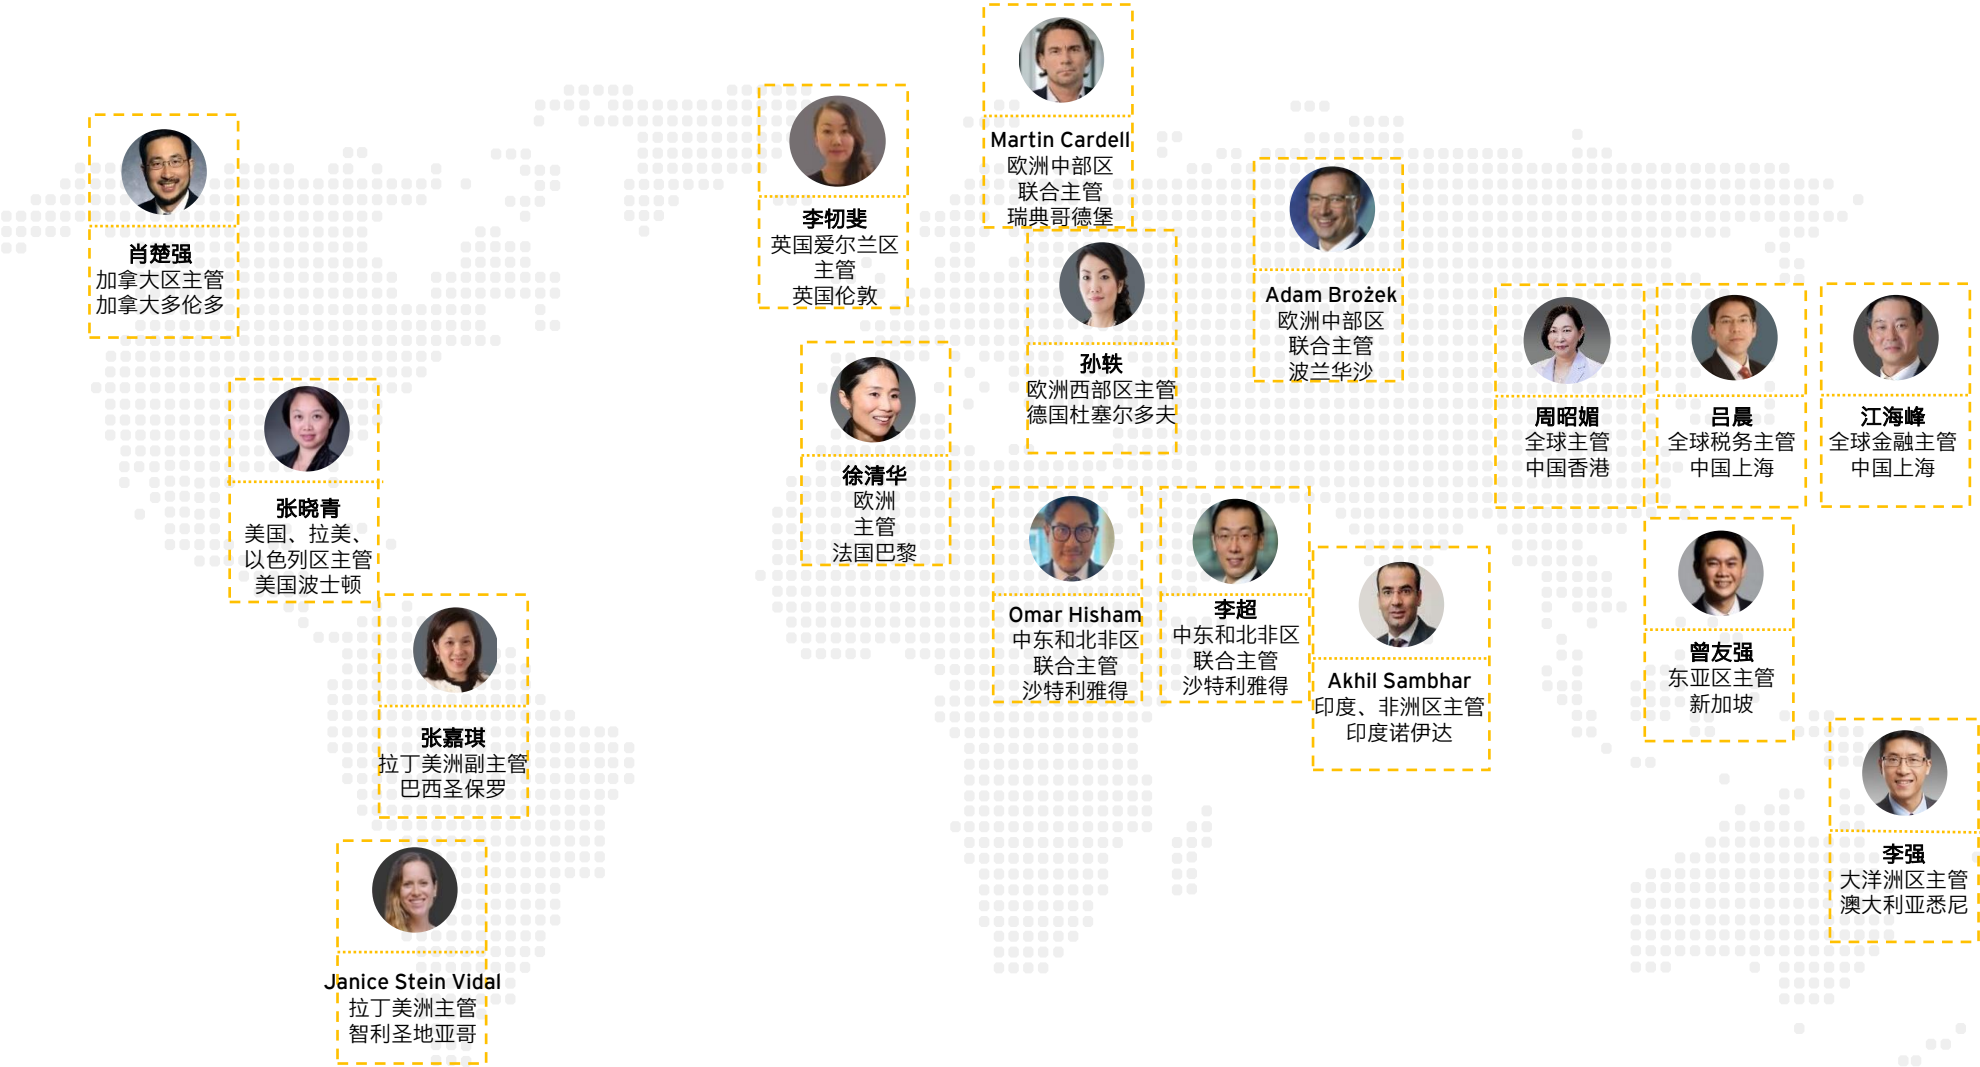 Martin Cardell
欧洲中部区
联合主管
瑞典哥德堡
李韧斐
英国爱尔兰区
主管
英国伦敦
肖楚强
加拿大区主管
加拿大多伦多
Adam Brożek
欧洲中部区
联合主管
波兰华沙
孙轶
欧洲西部区主管
德国杜塞尔多夫
周昭媚
全球主管
中国香港
吕晨
全球税务主管
中国上海
江海峰
全球金融主管
中国上海
张晓青
美国、拉美、
以色列区主管
美国波士顿
徐清华
欧洲
主管
法国巴黎
Omar Hisham
中东和北非区
联合主管
沙特利雅得
李超
中东和北非区
联合主管
沙特利雅得
Akhil Sambhar
印度、非洲区主管
印度诺伊达
曾友强
东亚区主管
新加坡
张嘉琪
拉丁美洲副主管
巴西圣保罗
李强
大洋洲区主管
澳大利亚悉尼
Janice Stein Vidal
拉丁美洲主管
智利圣地亚哥